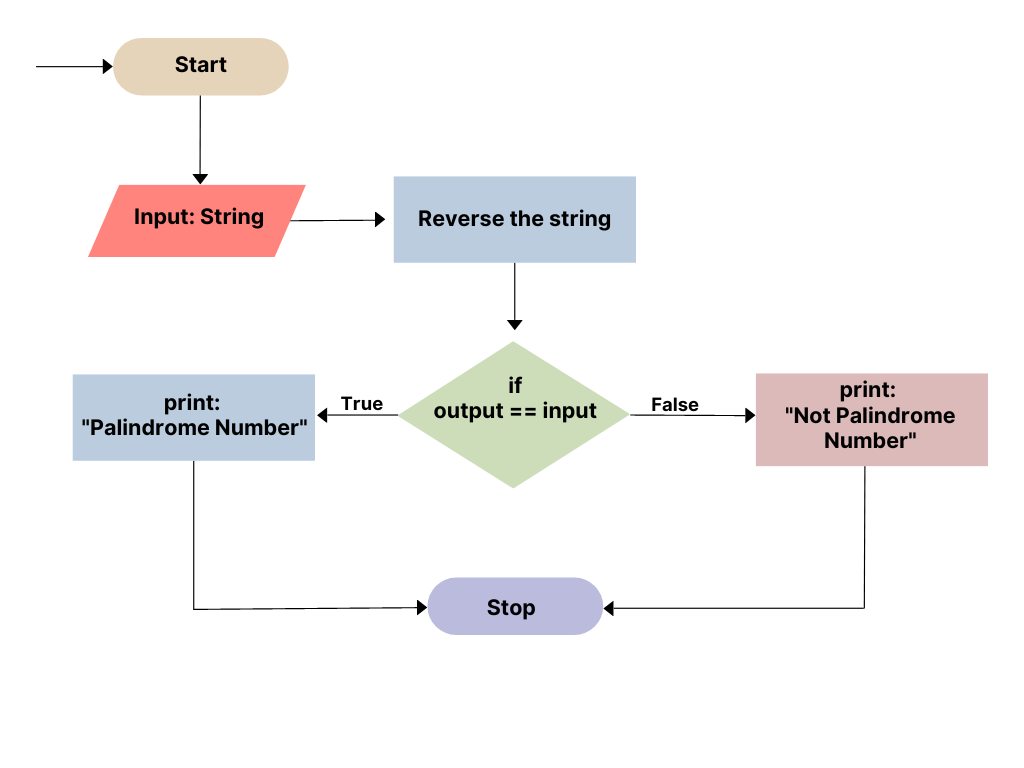 Start
Input: String
Reverse the string
if
output == input
True
False
print:
"Palindrome Number"
print:
"Not Palindrome
Number"
Stop